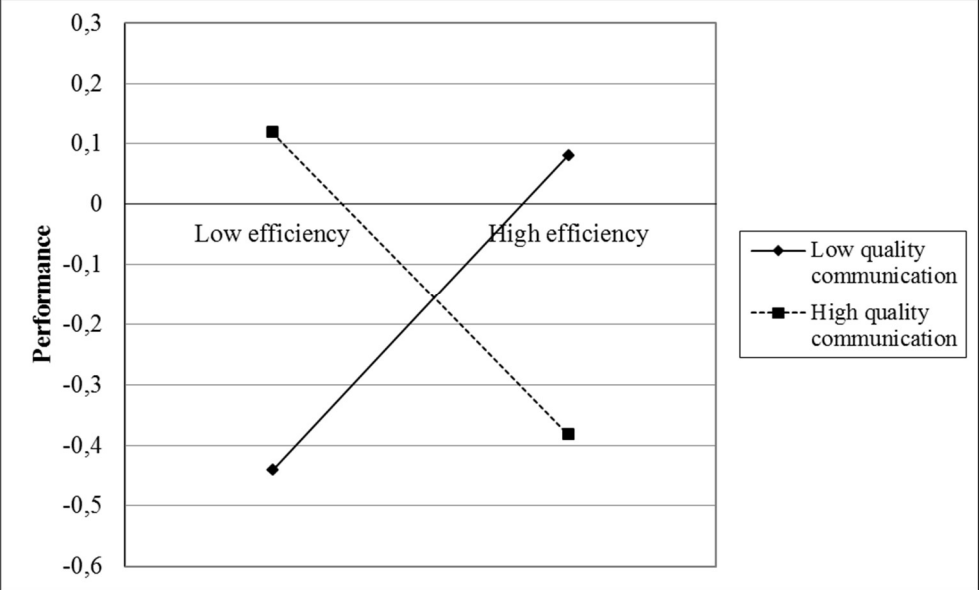 0,3
0,2
0,1
0
-0,1
-0,2
-0,3
-0,4
-0,5
-0,6
Performance
Low efficiency
High efficiency
Low quality
communication
High quality
communication